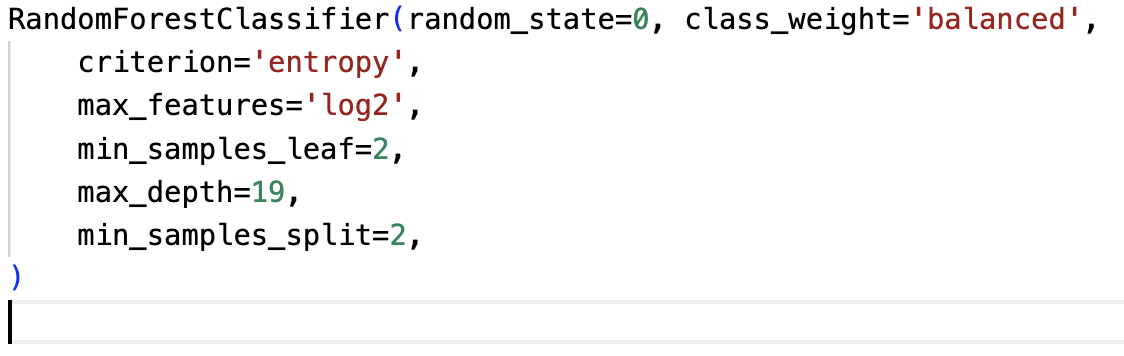 RandomForestClassifier(random_state=0, class_weight='balanced',
    criterion='entropy',
    max_features='log2',
    min_samples_leaf=2,
    max_depth=19,
    min_samples_split=2,
)